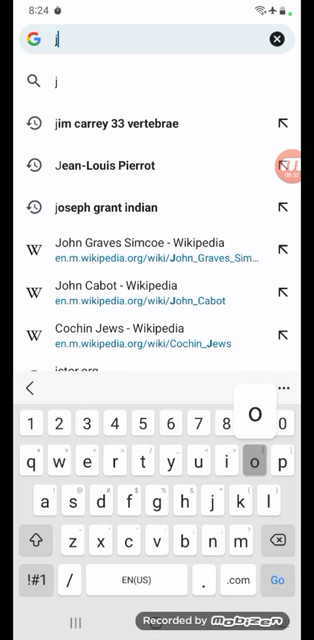 8:24
j
j
jim carrey 33 vertebrae
Jean-Louis Pierrot
joseph grant indian
John Graves Simcoe - Wikipedia
en.m.wikipedia.org/wiki/John_Graves_Sim...
John Cabot - Wikipedia
en.m.wikipedia.org/wiki/John_Cabot
Cochin Jews - Wikipedia
en.m.wikipedia.org/wiki/Cochin_Jews
jstor.org
o
1 2 3 4 5 6 7 8 0
q w e r t y u i o p
a s d f g h j k l
z x c v b n m
!#1 / EN(US) . .com Go
Recorded by mobizen